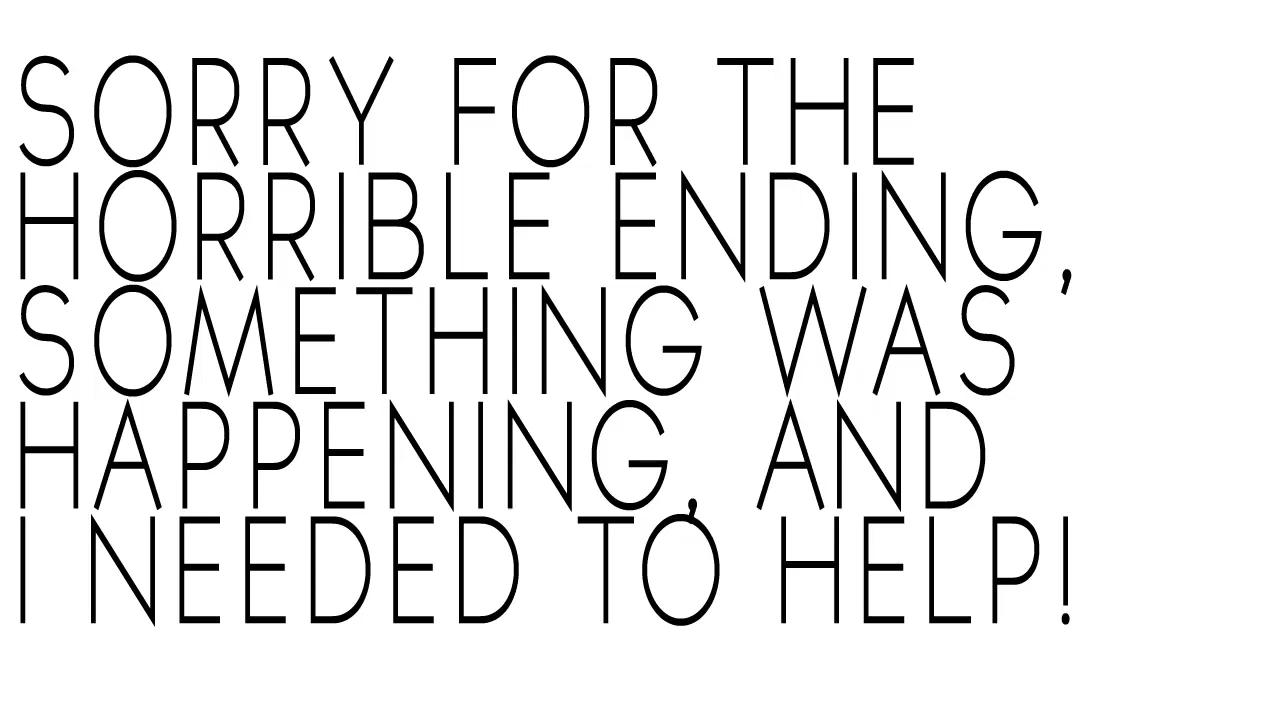 SORRY FOR THE
HORRIBLE ENDING,
SOMETHING WAS
HAPPENING, AND
I NEEDED TO HELP!